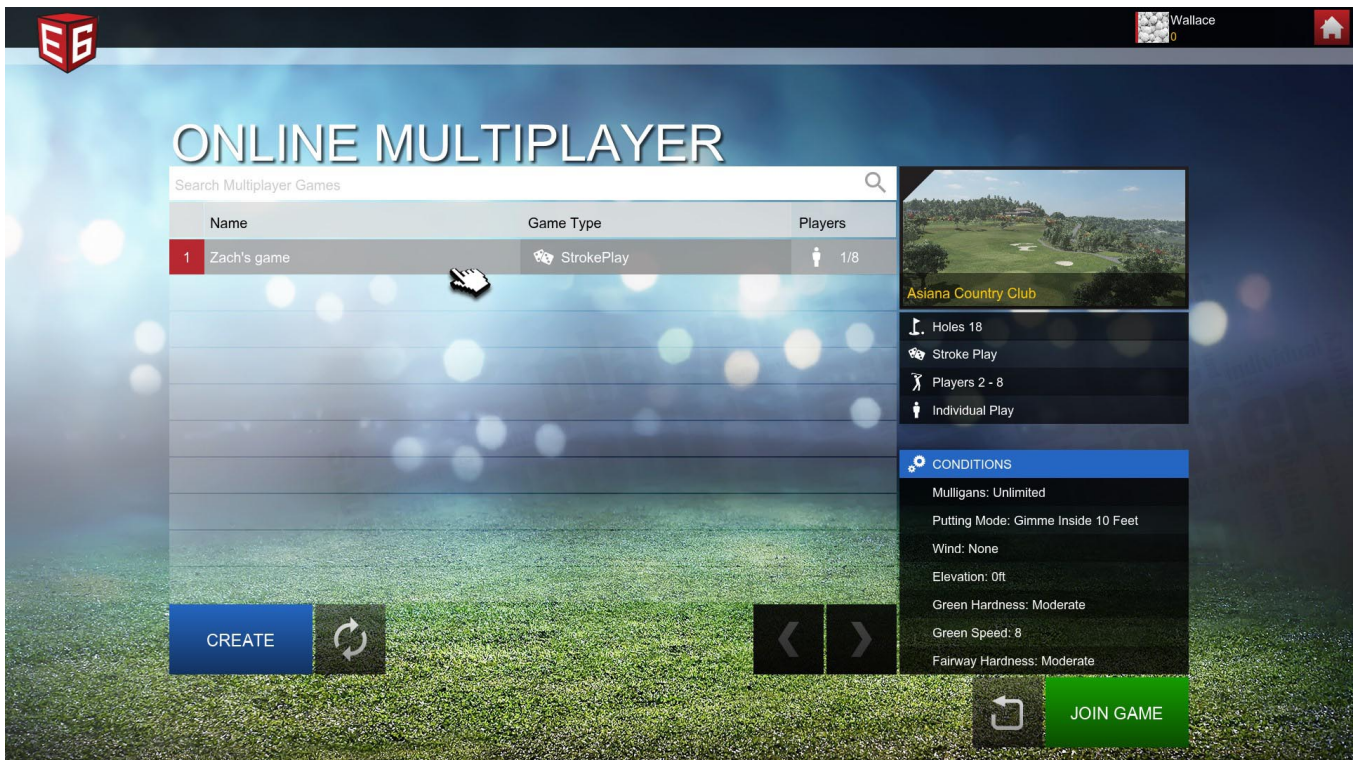 E6
Wallace
0
ONLINE MULTIPLAYER
Search Multiplayer Games
Name Game Type Players
1 Zach's game StrokePlay 1/8
Asiana Country Club
Holes 18
Stroke Play
Players 2 - 8
Individual Play
CONDITIONS
Mulligans: Unlimited
Putting Mode: Gimme Inside 10 Feet
Wind: None
Elevation: 0ft
Green Hardness: Moderate
Green Speed: 8
Fairway Hardness: Moderate
CREATE
JOIN GAME